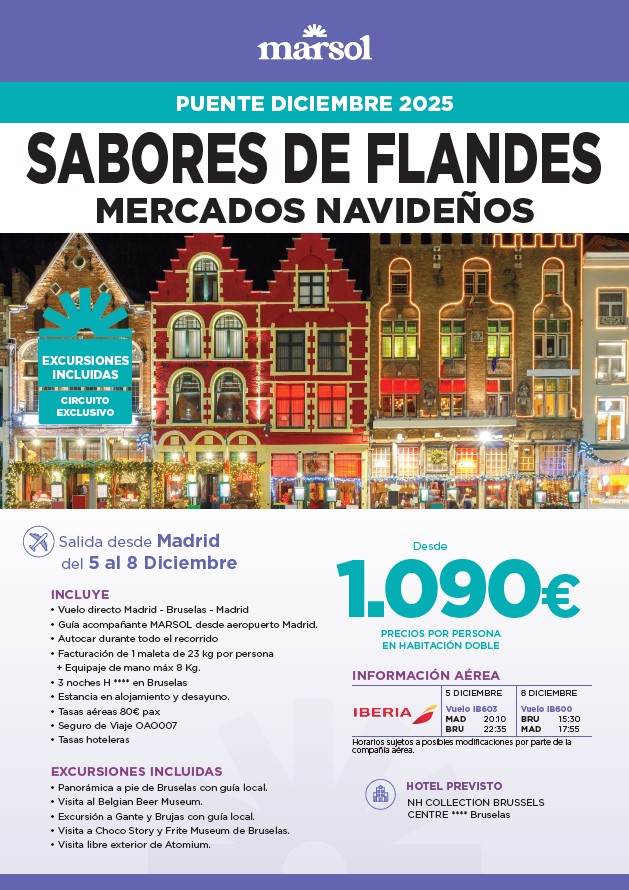 marsol
PUENTE DICIEMBRE 2025
SABORES DE FLANDES
MERCADOS NAVIDEÑOS
EXCURSIONES
INCLUIDAS
CIRCUITO
EXCLUSIVO
Salida desde Madrid
del 5 al 8 Diciembre
INCLUYE
• Vuelo directo Madrid - Bruselas - Madrid
• Guía acompañante MARSOL desde aeropuerto Madrid.
• Autocar durante todo el recorrido
• Facturación de 1 maleta de 23 kg por persona
+ Equipaje de mano máx 8 Kg.
• 3 noches H **** en Bruselas
• Estancia en alojamiento y desayuno.
• Tasas aéreas 80€ pax
• Seguro de Viaje OAO007
• Tasas hoteleras
EXCURSIONES INCLUIDAS
• Panorámica a pie de Bruselas con guía local.
• Visita al Belgian Beer Museum.
• Excursión a Gante y Brujas con guía local.
• Visita a Choco Story y Frite Museum de Bruselas.
• Visita libre exterior de Atomium.
Desde
1.090€
PRECIOS POR PERSONA
EN HABITACIÓN DOBLE
INFORMACIÓN AÉREA
IBERIA
5 DICIEMBRE 8 DICIEMBRE
Vuelo IB603 Vuelo IB600
MAD 20:10 BRU 15:30
BRU 22:35 MAD 17:55
Horarios sujetos a posibles modificaciones por parte de la
compañía aérea.
HOTEL PREVISTO
NH COLLECTION BRUSSELS
CENTRE **** Bruselas